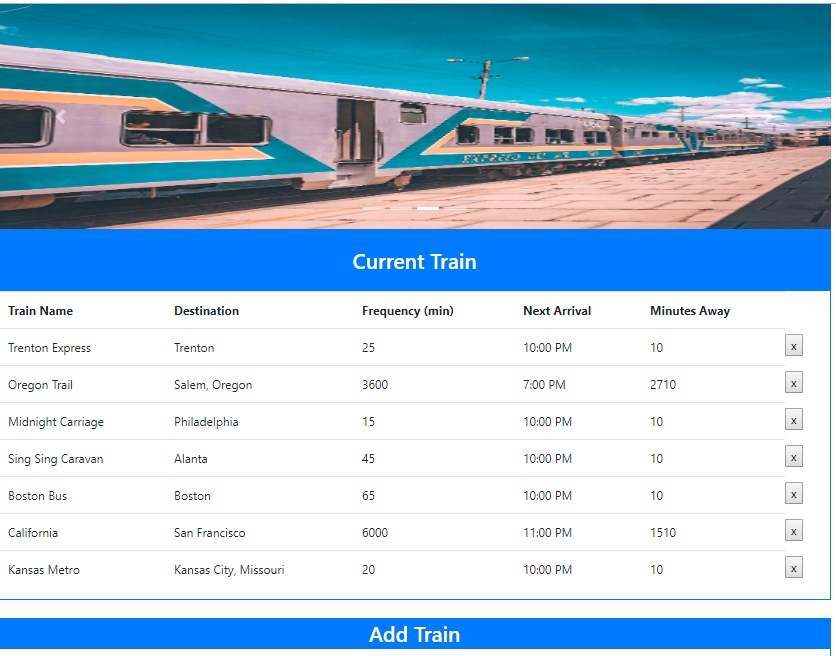 Current Train
Train Name Destination Frequency (min) Next Arrival Minutes Away
Trenton Express Trenton 25 10:00 PM 10 x
Oregon Trail Salem, Oregon 3600 7:00 PM 2710 x
Midnight Carriage Philadelphia 15 10:00 PM 10 x
Sing Sing Caravan Alanta 45 10:00 PM 10 x
Boston Bus Boston 65 10:00 PM 10 x
California San Francisco 6000 11:00 PM 1510 x
Kansas Metro Kansas City, Missouri 20 10:00 PM 10 x
Add Train